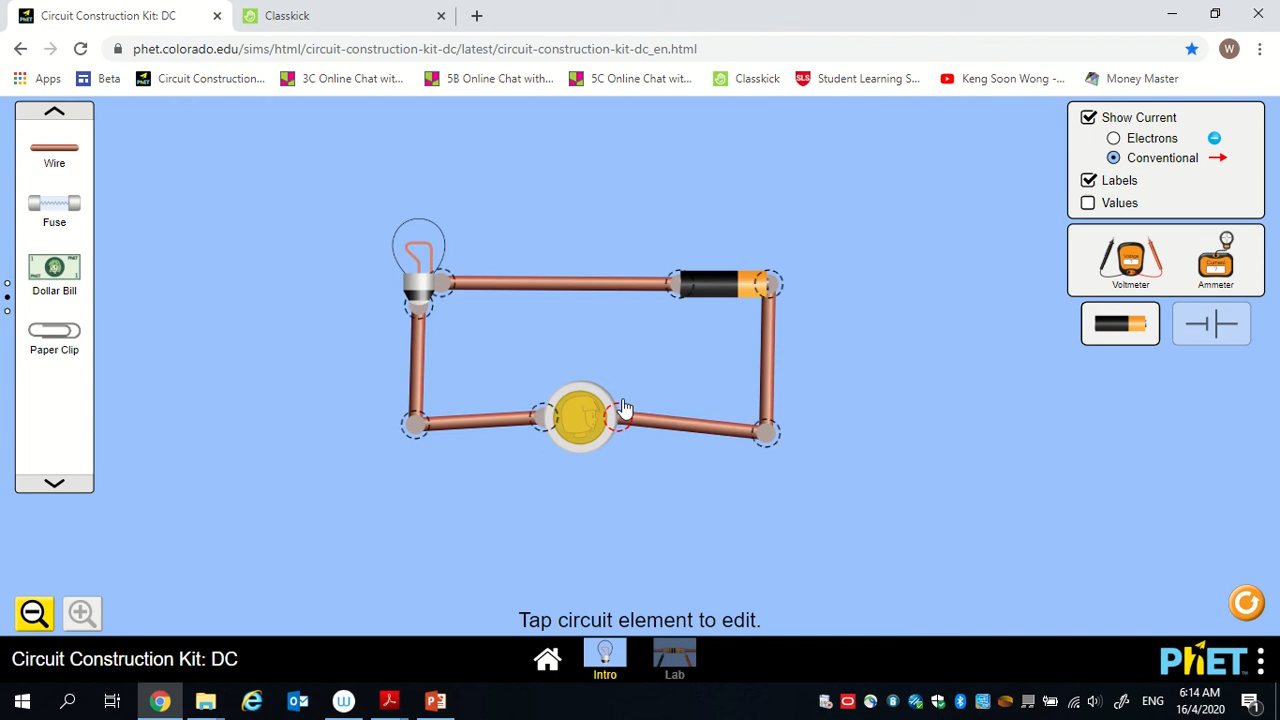 Circuit Construction Kit: DC
Classkick
phet.colorado.edu/sims/html/circuit-construction-kit-dc/latest/circuit-construction-kit-dc_en.html
W
Apps
Beta
Circuit Construction...
3C Online Chat wit...
5B Online Chat with...
5C Online Chat wit...
Classkick
SLS
Student Learning S...
Keng Soon Wong -...
Money Master
Wire
Fuse
Dollar Bill
Paper Clip
Show Current
Electrons
Conventional
Labels
Values
Voltmeter
Ammeter
Tap circuit element to edit.
Circuit Construction Kit: DC
Intro
Lab
PhET
ENG
6:14 AM
16/4/2020